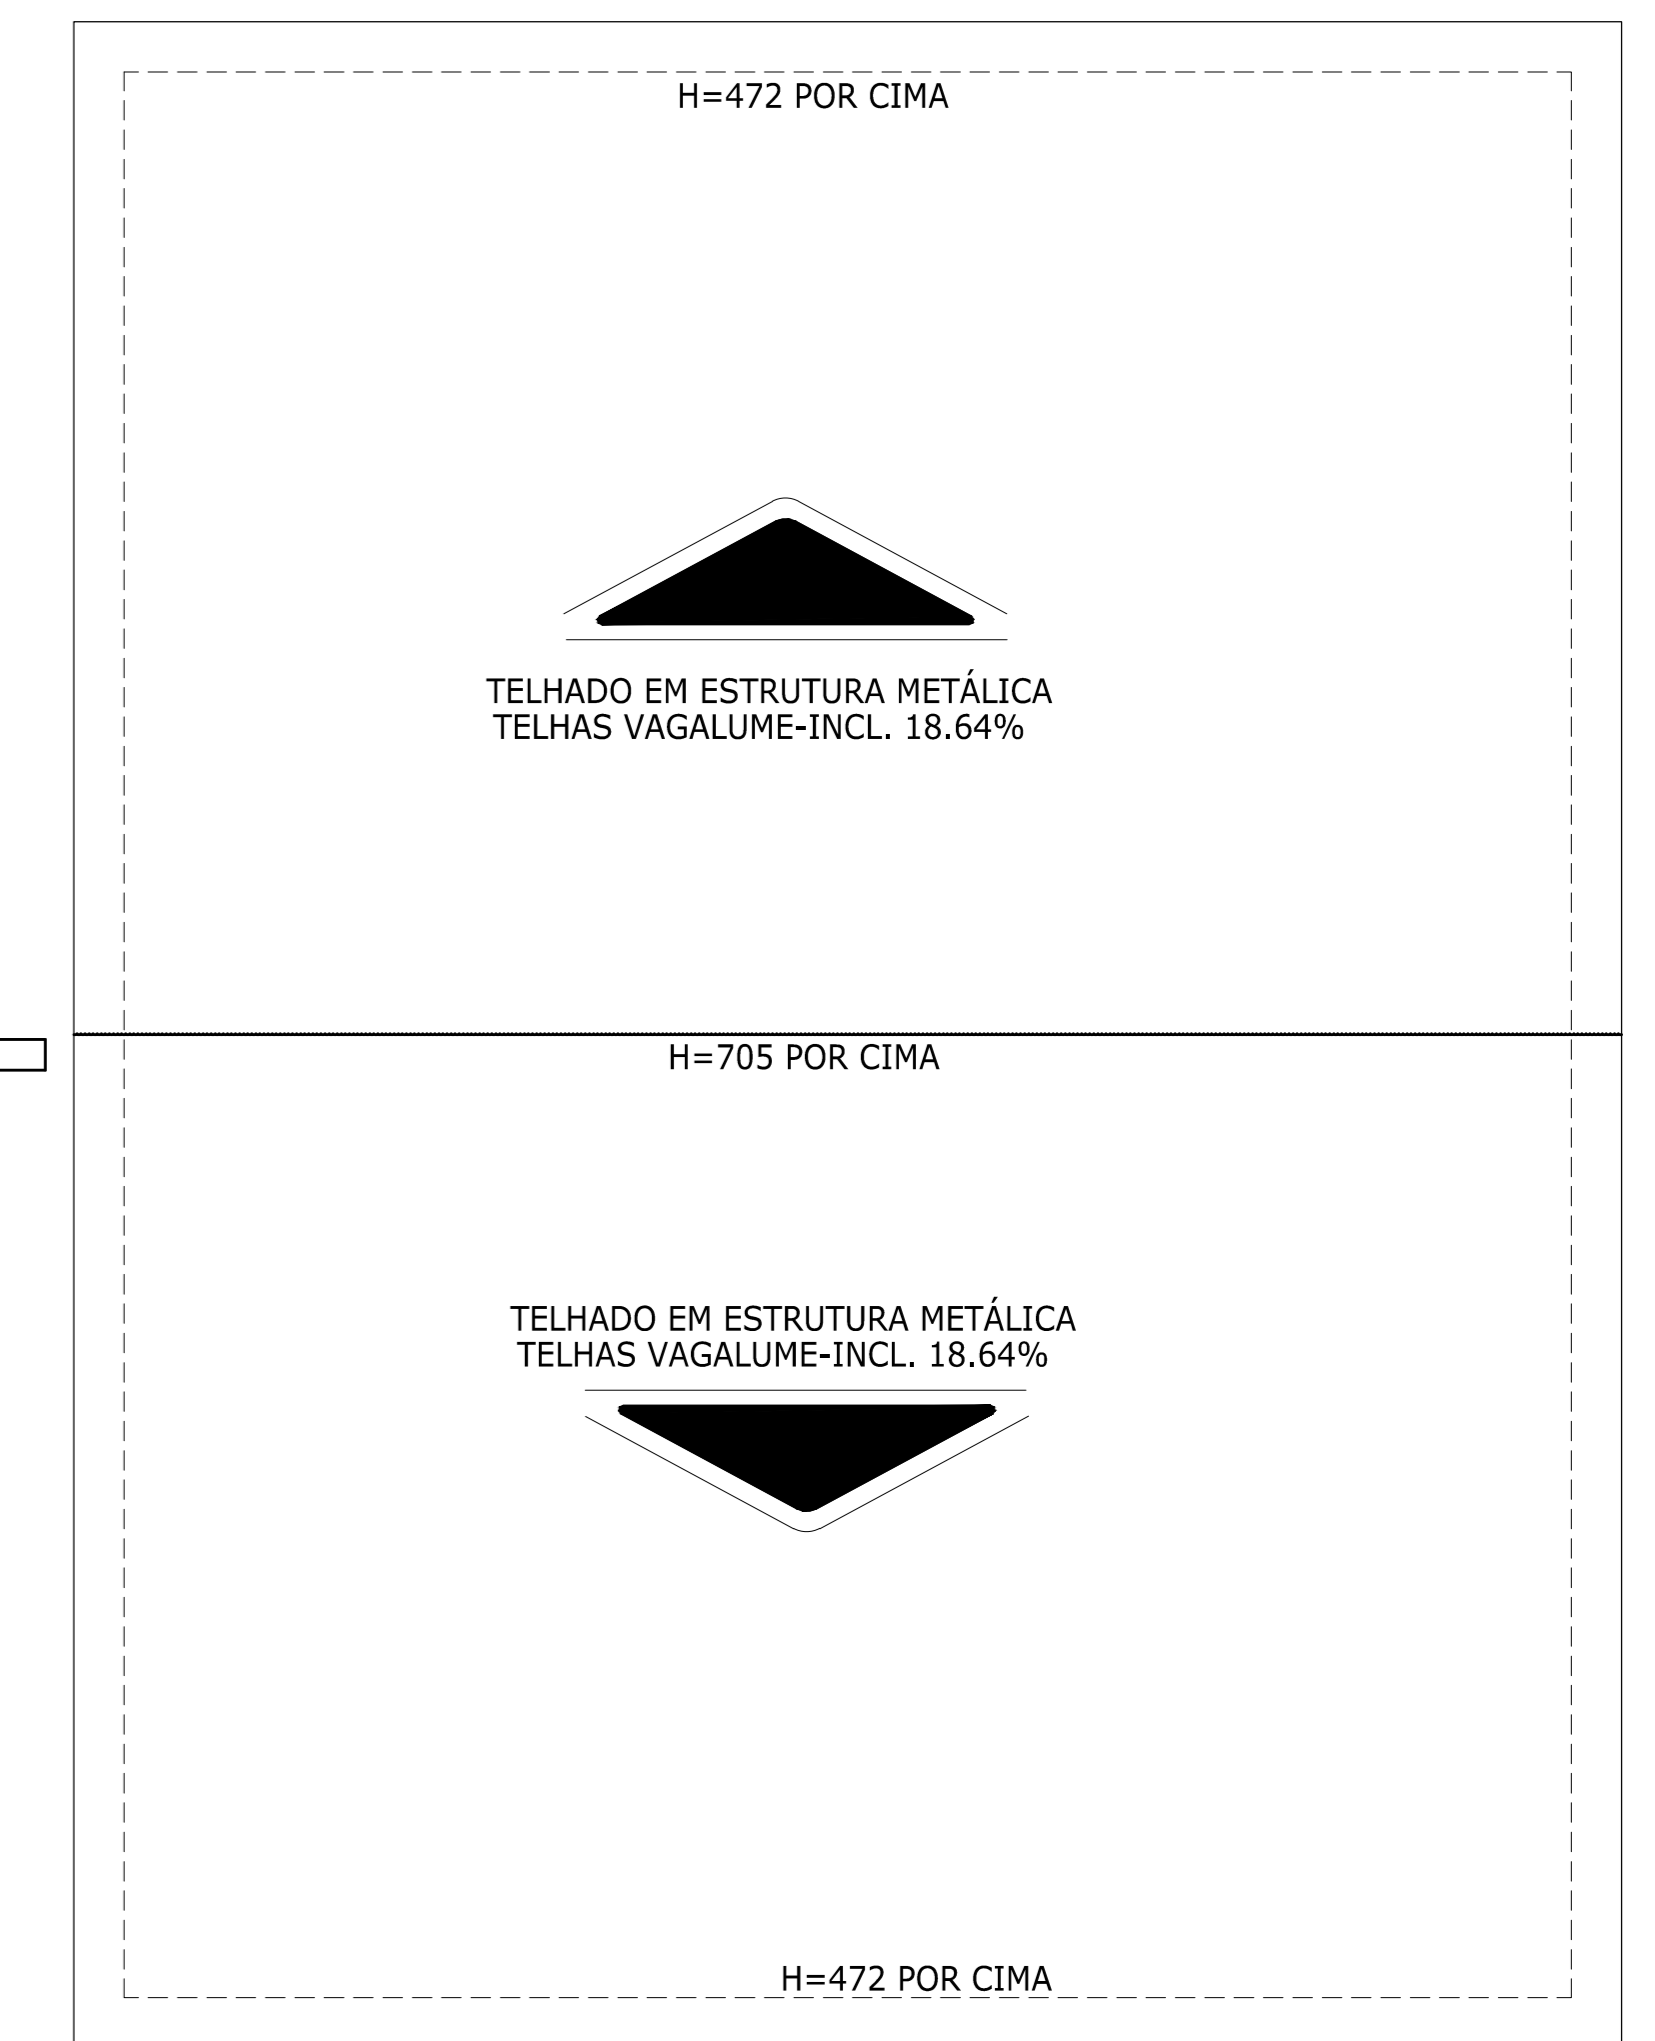 H=472 POR CIMA
TELHADO EM ESTRUTURA METÁLICA
TELHAS VAGALUME-INCL. 18.64%
H=705 POR CIMA
TELHADO EM ESTRUTURA METÁLICA
TELHAS VAGALUME-INCL. 18.64%
H=472 POR CIMA